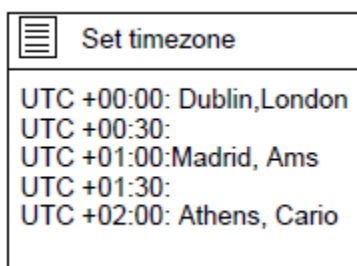 Set timezone
UTC +00:00: Dublin,London
UTC +00:30:
UTC +01:00:Madrid, Ams
UTC +01:30:
UTC +02:00: Athens, Cario